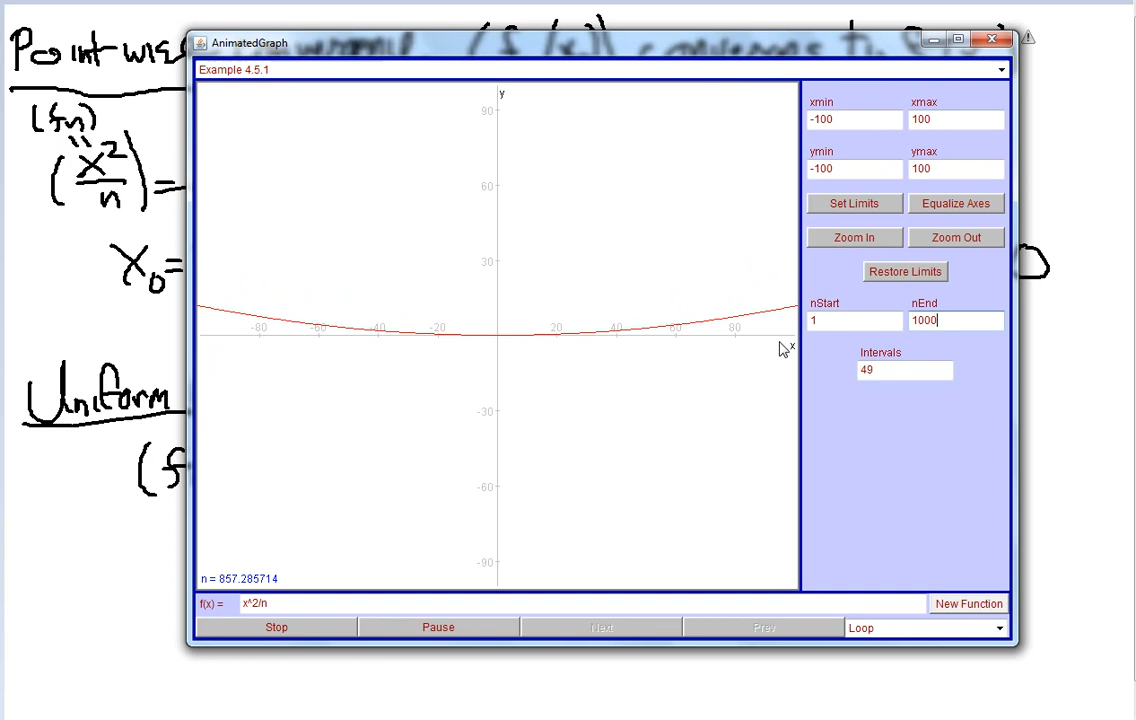 Point-wise
AnimatedGraph
Example 4.5.1
(fn)
"
(x²/n) =
x₀ =
Uniform
(f
y
90
60
30
-80 -60 -40 -20 20 40 60 80
x
-30
-60
-90
n = 857.285714
xmin xmax
-100 100
ymin ymax
-100 100
Set Limits Equalize Axes
Zoom In Zoom Out
Restore Limits
nStart nEnd
1 1000
Intervals
49
f(x) = x^2/n New Function
Stop Pause Next Prev Loop